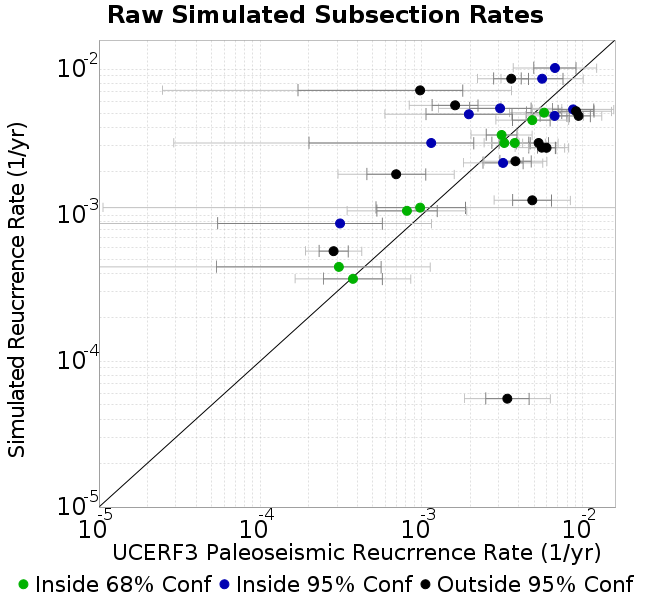 Raw Simulated Subsection Rates
Simulated Reucrrence Rate (1/yr)
10^-2
10^-3
10^-4
10^-5
10^-5 10^-4 10^-3 10^-2
UCERF3 Paleoseismic Reucrrence Rate (1/yr)
Inside 68% Conf Inside 95% Conf Outside 95% Conf